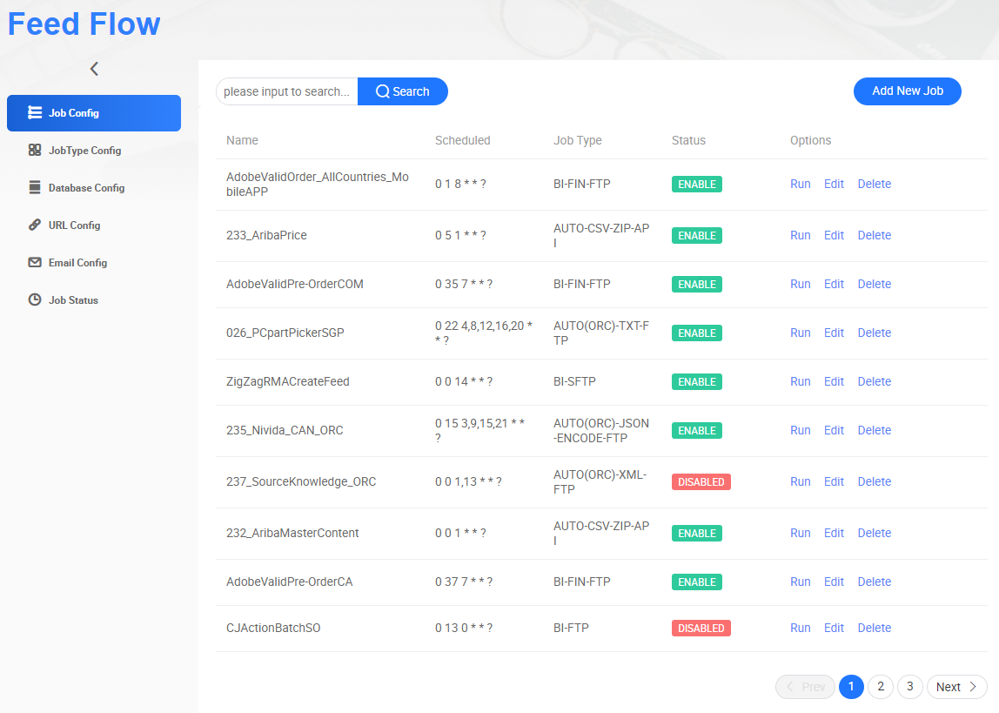 Feed Flow
Job Config
JobType Config
Database Config
URL Config
Email Config
Job Status
please input to search...
Search
Add New Job
Name Scheduled Job Type Status Options
AdobeValidOrder_AllCountries_Mo
bileAPP
0 1 8 * * ? BI-FIN-FTP ENABLE Run Edit Delete
233_AribaPrice 0 5 1 * * ? AUTO-CSV-ZIP-AP
I
ENABLE Run Edit Delete
AdobeValidPre-OrderCOM 0 35 7 * * ? BI-FIN-FTP ENABLE Run Edit Delete
026_PCpartPickerSGP 0 22 4,8,12,16,20 *
* ?
AUTO(ORC)-TXT-F
TP
ENABLE Run Edit Delete
ZigZagRMACreateFeed 0 0 14 * * ? BI-SFTP ENABLE Run Edit Delete
235_Nivida_CAN_ORC 0 15 3,9,15,21 * *
?
AUTO(ORC)-JSON
-ENCODE-FTP
ENABLE Run Edit Delete
237_SourceKnowledge_ORC 0 0 1,13 * * ? AUTO(ORC)-XML-
FTP
DISABLED Run Edit Delete
232_AribaMasterContent 0 0 1 * * ? AUTO-CSV-ZIP-AP
I
ENABLE Run Edit Delete
AdobeValidPre-OrderCA 0 37 7 * * ? BI-FIN-FTP ENABLE Run Edit Delete
CJActionBatchSO 0 13 0 * * ? BI-FTP DISABLED Run Edit Delete
Prev 1 2 3 Next